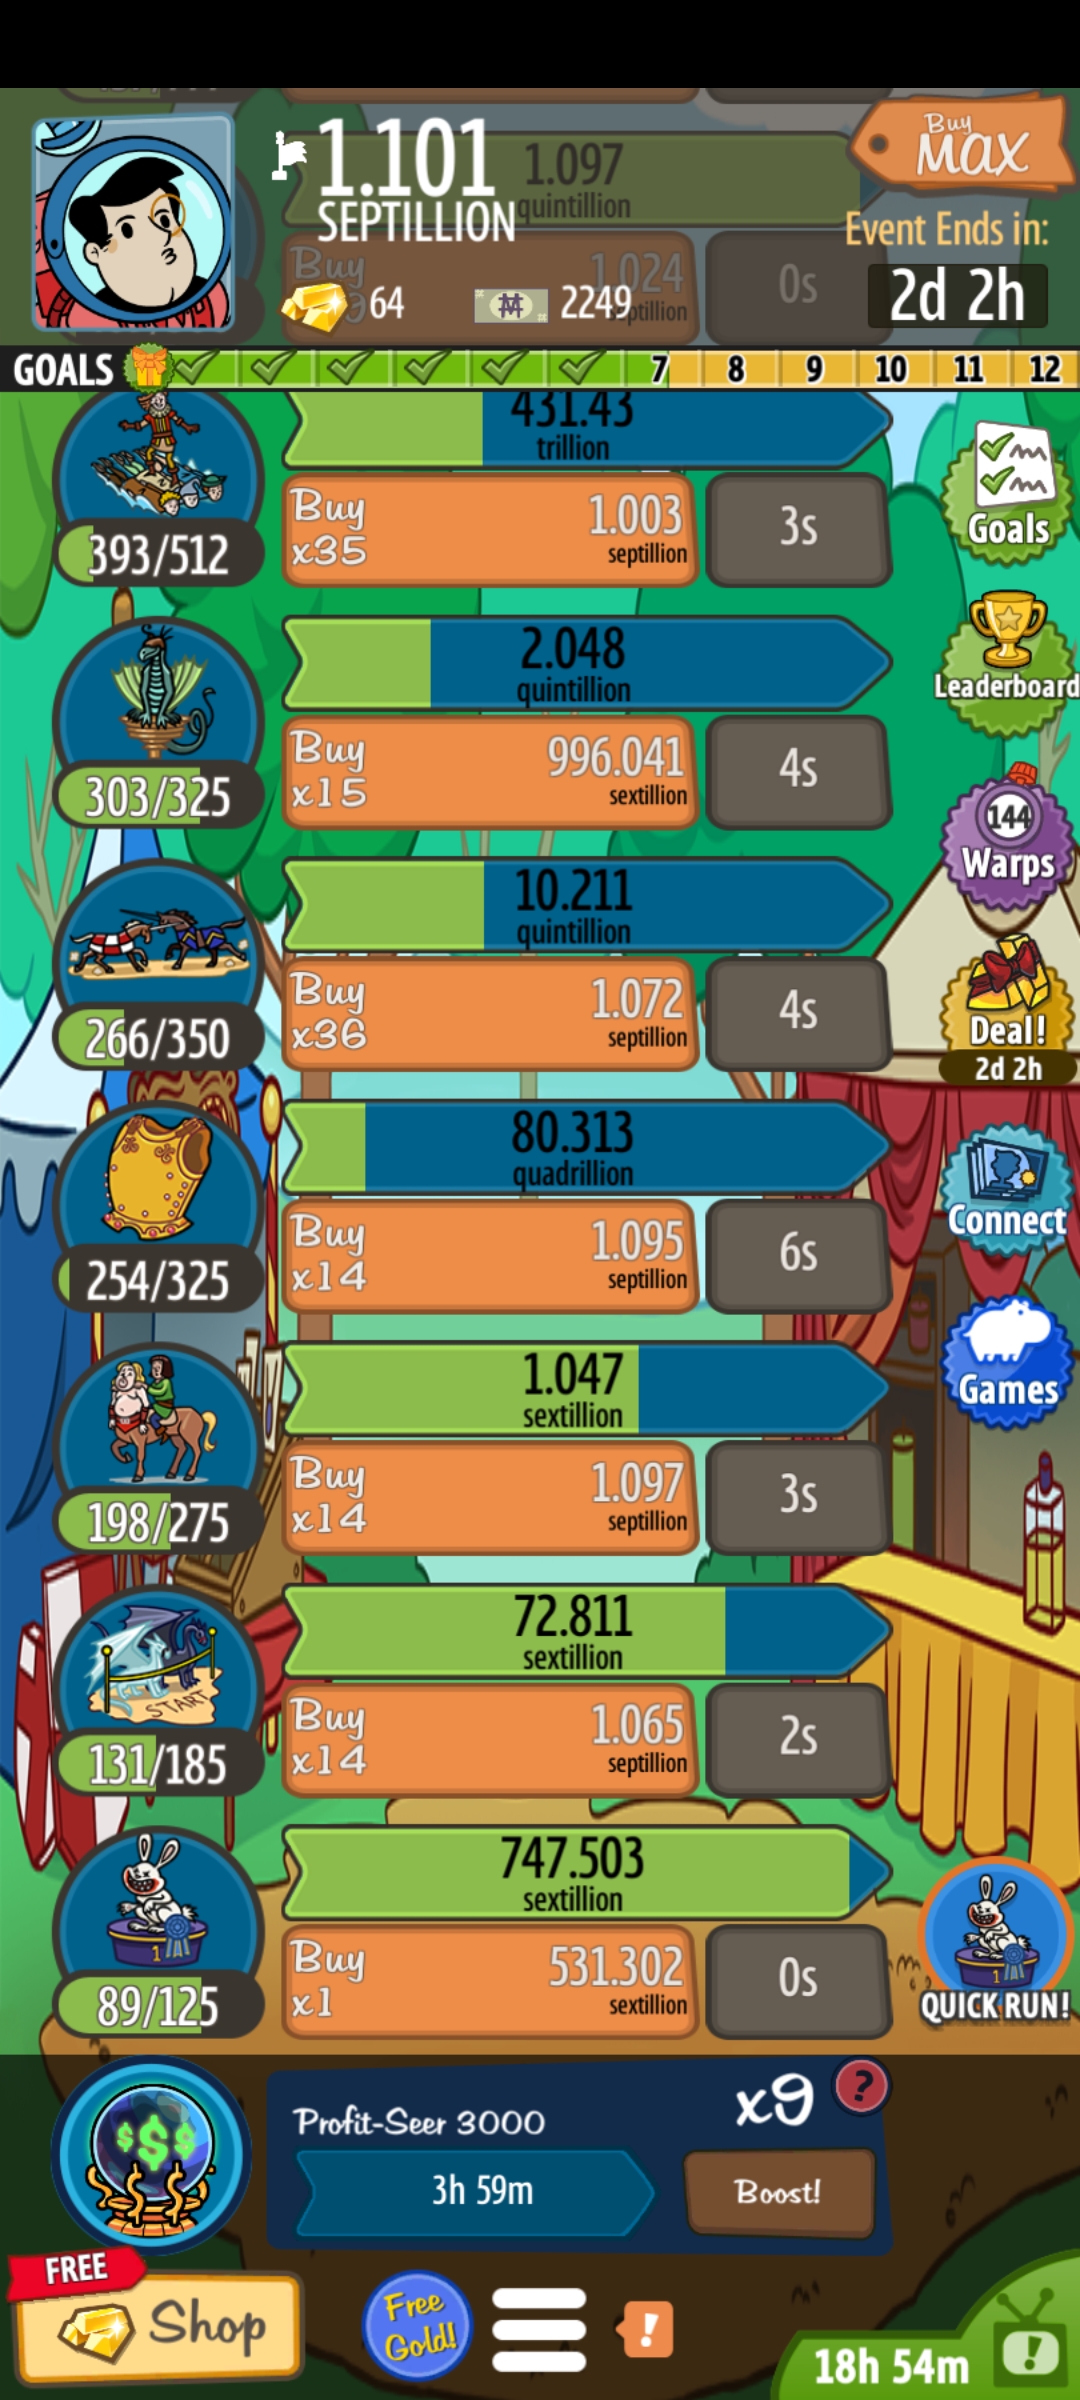 1.101
SEPTILLION
1.097
quintillion
Buy
1.024
septillion
0s
64
2249
Buy
MAX
Event Ends in:
2d 2h
GOALS
7 8 9 10 11 12
431.43
trillion
393/512
Buy
x35
1.003
septillion
3s
Goals
Leaderboard
2.048
quintillion
303/325
Buy
x15
996.041
sextillion
4s
144
Warps
10.211
quintillion
266/350
Buy
x36
1.072
septillion
4s
Deal!
2d 2h
80.313
quadrillion
254/325
Buy
x14
1.095
septillion
6s
Connect
1.047
sextillion
198/275
Buy
x14
1.097
septillion
3s
Games
72.811
sextillion
START
131/185
Buy
x14
1.065
septillion
2s
747.503
sextillion
1
89/125
Buy
x1
531.302
sextillion
0s
1
QUICK RUN!
$$$
Profit-Seer 3000
x9
?
3h 59m
Boost!
FREE
Shop
Free
Gold!
!
18h 54m
!